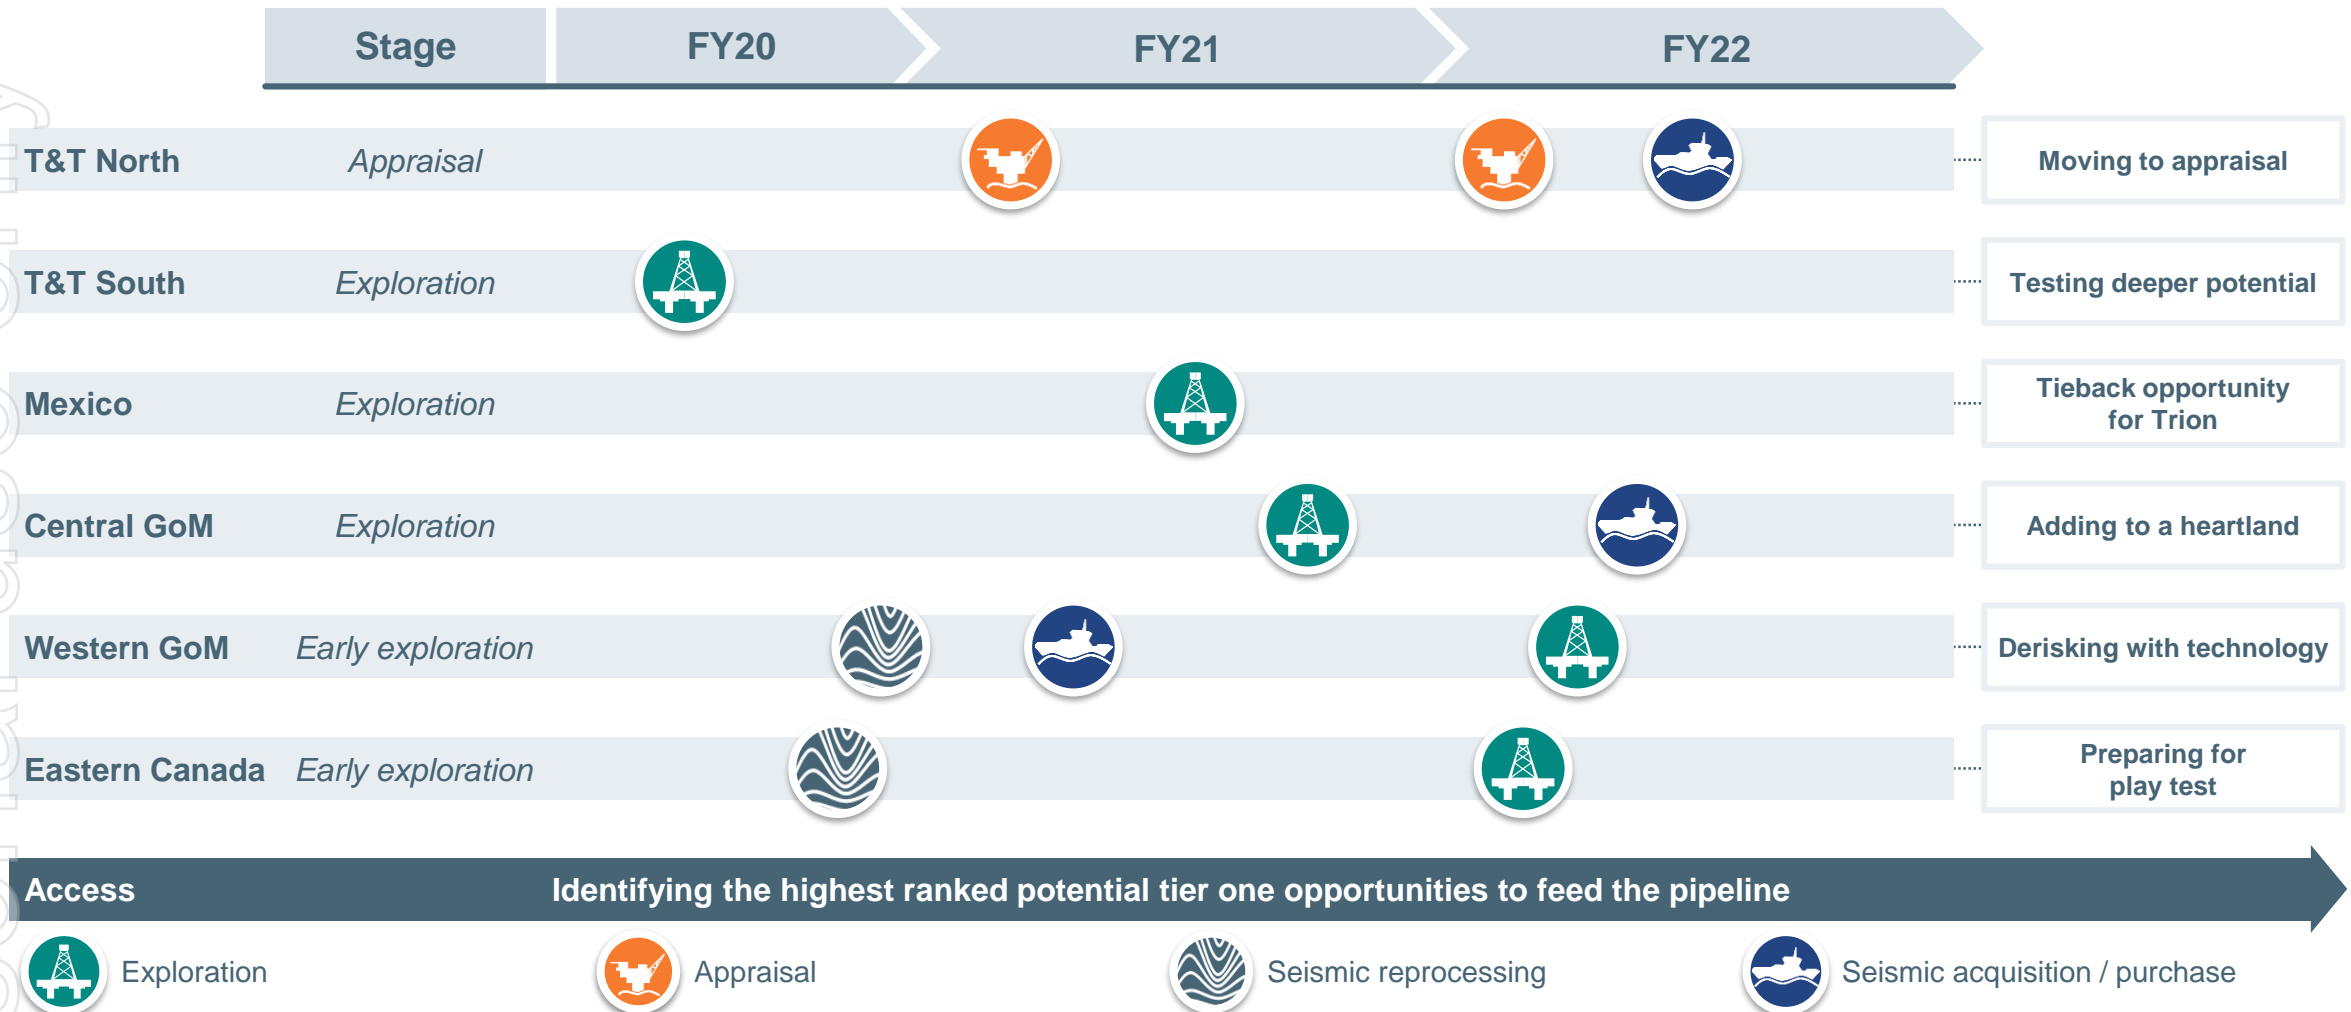 Stage
FY20
FY21
FY22
T&T North
Appraisal
Moving to appraisal
T&T South
Exploration
Testing deeper potential
Mexico
Exploration
Tieback opportunity
for Trion
Central GoM
Exploration
Adding to a heartland
Western GoM
Early exploration
Derisking with technology
Eastern Canada
Early exploration
Preparing for
play test
Access
Identifying the highest ranked potential tier one opportunities to feed the pipeline
Exploration
Appraisal
Seismic reprocessing
Seismic acquisition / purchase